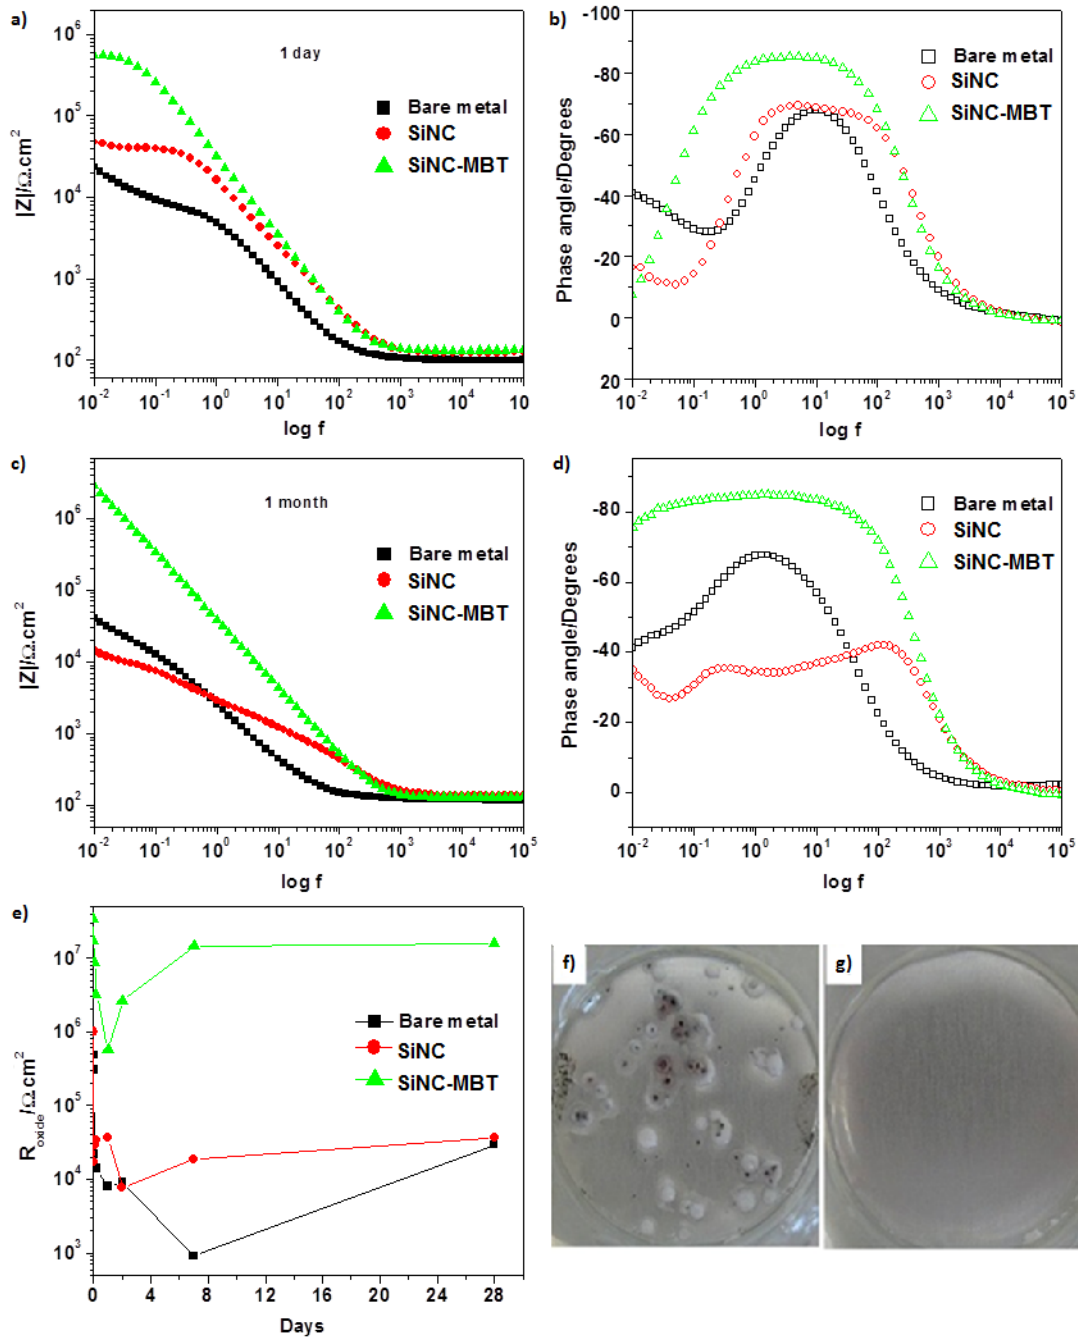 a)
10^6
10^5
10^4
10^3
10^2
|Z|/Ω.cm^2
1 day
Bare metal
SiNC
SiNC-MBT
10^-2 10^-1 10^0 10^1 10^2 10^3 10^4 10
log f
b)
-100
-80
-60
-40
-20
0
20
Phase angle/Degrees
Bare metal
SiNC
SiNC-MBT
10^-2 10^-1 10^0 10^1 10^2 10^3 10^4 10^5
log f
c)
10^6
10^5
10^4
10^3
10^2
|Z|/Ω.cm^2
1 month
Bare metal
SiNC
SiNC-MBT
10^-2 10^-1 10^0 10^1 10^2 10^3 10^4 10^5
log f
d)
-80
-60
-40
-20
0
Phase angle/Degrees
Bare metal
SiNC
SiNC-MBT
10^-2 10^-1 10^0 10^1 10^2 10^3 10^4 10^5
log f
e)
10^7
10^6
10^5
10^4
10^3
R_oxide/Ω.cm^2
Bare metal
SiNC
SiNC-MBT
0 4 8 12 16 20 24 28
Days
f)
g)